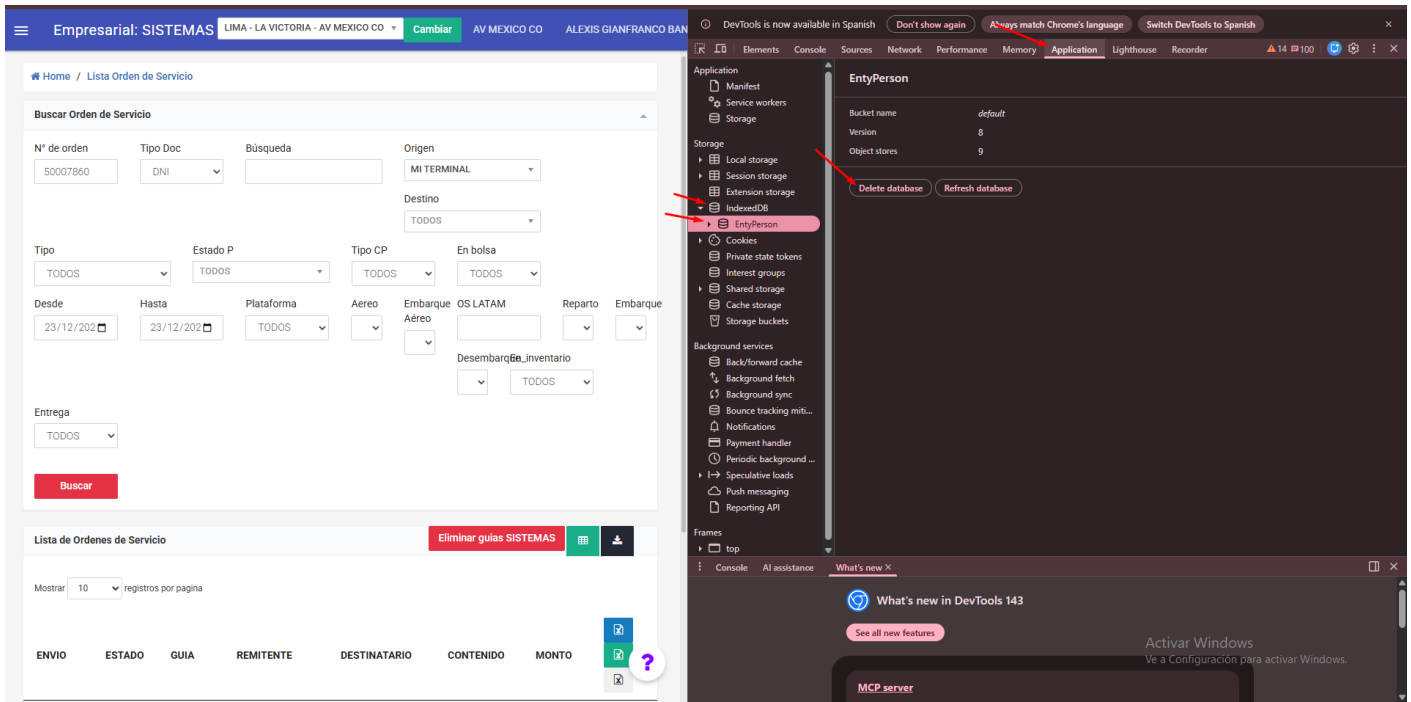 Empresarial: SISTEMAS LIMA - LA VICTORIA - AV MEXICO CO Cambiar AV MEXICO CO ALEXIS GIANFRANCO BAN
Home / Lista Orden de Servicio
Buscar Orden de Servicio
N° de orden Tipo Doc Búsqueda Origen
50007860 DNI MI TERMINAL
Destino
TODOS
Tipo Estado P Tipo CP En bolsa
TODOS TODOS TODOS TODOS
Desde Hasta Plataforma Aereo Embarque Aéreo OS LATAM Reparto Embarque
23/12/202 23/12/202 TODOS
Desembarque En_inventario
TODOS
Entrega
TODOS
Buscar
Lista de Ordenes de Servicio Eliminar guias SISTEMAS
Mostrar 10 registros por pagina
ENVIO ESTADO GUIA REMITENTE DESTINATARIO CONTENIDO MONTO
?
DevTools is now available in Spanish Don't show again Always match Chrome's language Switch DevTools to Spanish
Elements Console Sources Network Performance Memory Application Lighthouse Recorder 14 100
Application
Manifest
Service workers
Storage
Storage
Local storage
Session storage
Extension storage
IndexedDB
EntyPerson
Cookies
Private state tokens
Interest groups
Shared storage
Cache storage
Storage buckets
Background services
Back/forward cache
Background fetch
Background sync
Bounce tracking miti...
Notifications
Payment handler
Periodic background ...
Speculative loads
Push messaging
Reporting API
Frames
top
EntyPerson
Bucket name default
Version 8
Object stores 9
Delete database Refresh database
Console AI assistance What's new
What's new in DevTools 143
See all new features
MCP server
Activar Windows
Ve a Configuración para activar Windows.